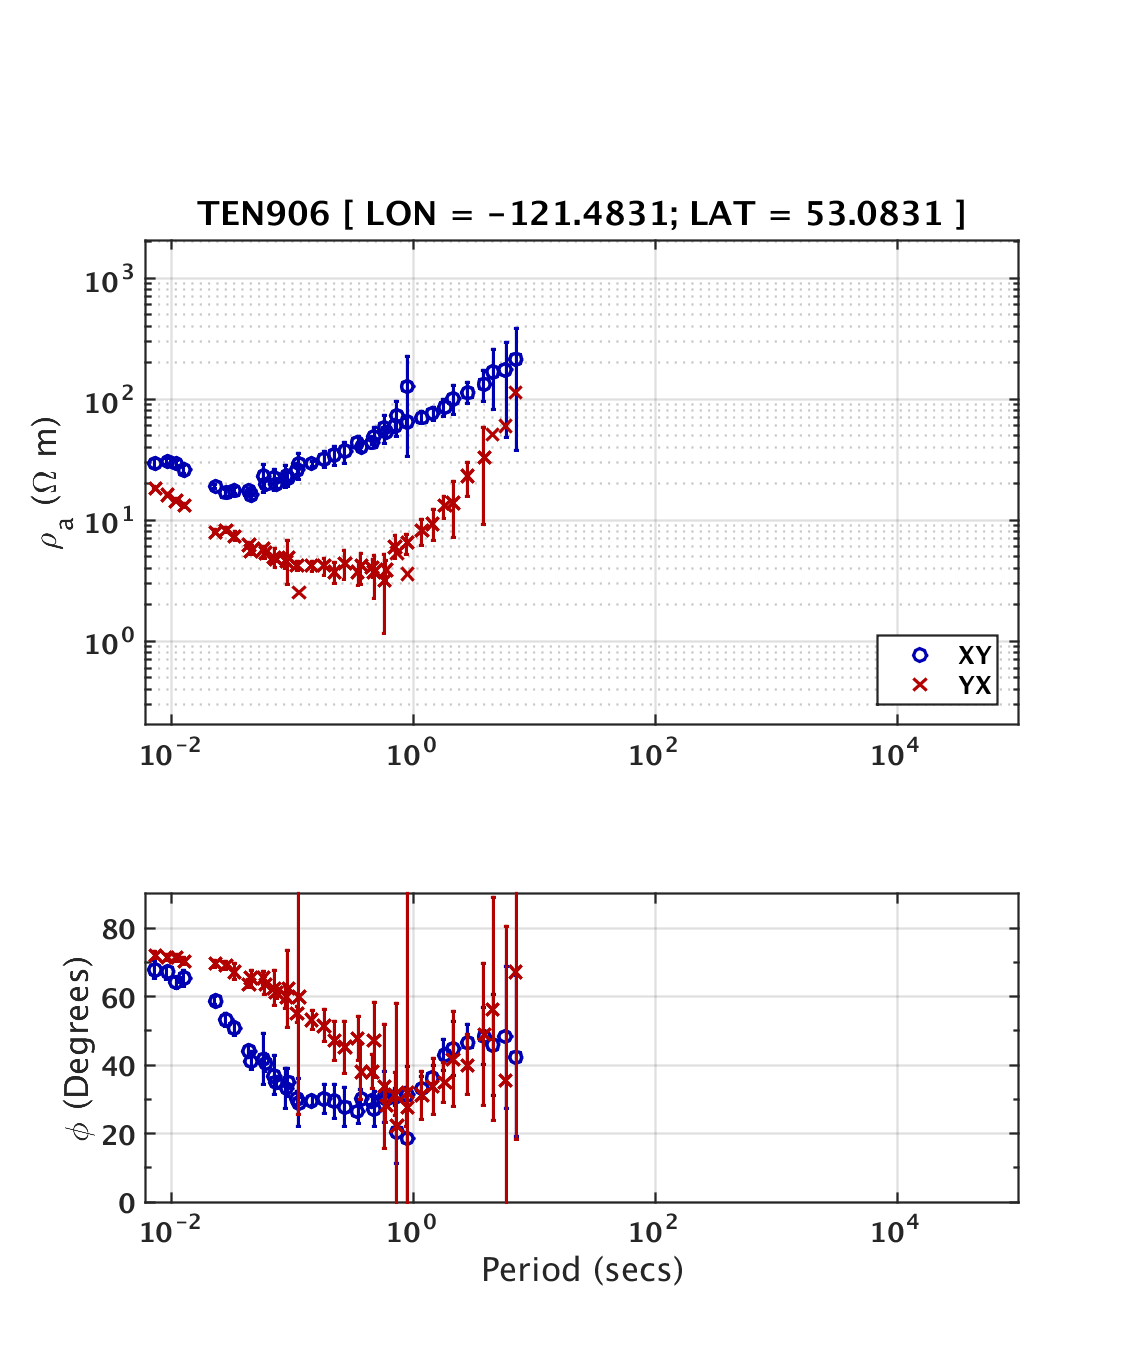 TEN906 [ LON = -121.4831; LAT = 53.0831 ]
ρa (Ω m)
10^3
10^2
10^1
10^0
XY
YX
10^-2 10^0 10^2 10^4
φ (Degrees)
80
60
40
20
0
10^-2 10^0 10^2 10^4
Period (secs)